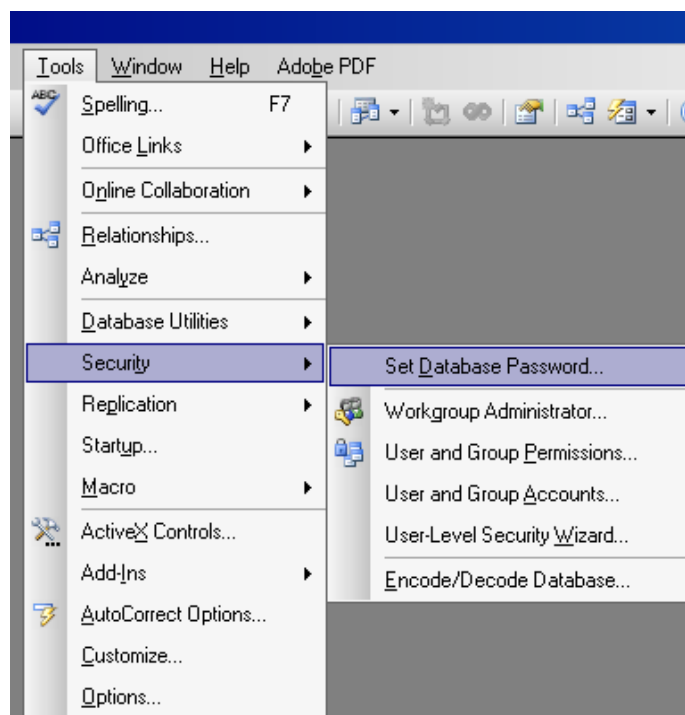 Tools Window Help Adobe PDF
ABC Spelling... F7
Office Links
Online Collaboration
Relationships...
Analyze
Database Utilities
Security
Replication
Startup...
Macro
ActiveX Controls...
Add-Ins
AutoCorrect Options...
Customize...
Options...
Set Database Password...
Workgroup Administrator...
User and Group Permissions...
User and Group Accounts...
User-Level Security Wizard...
Encode/Decode Database...